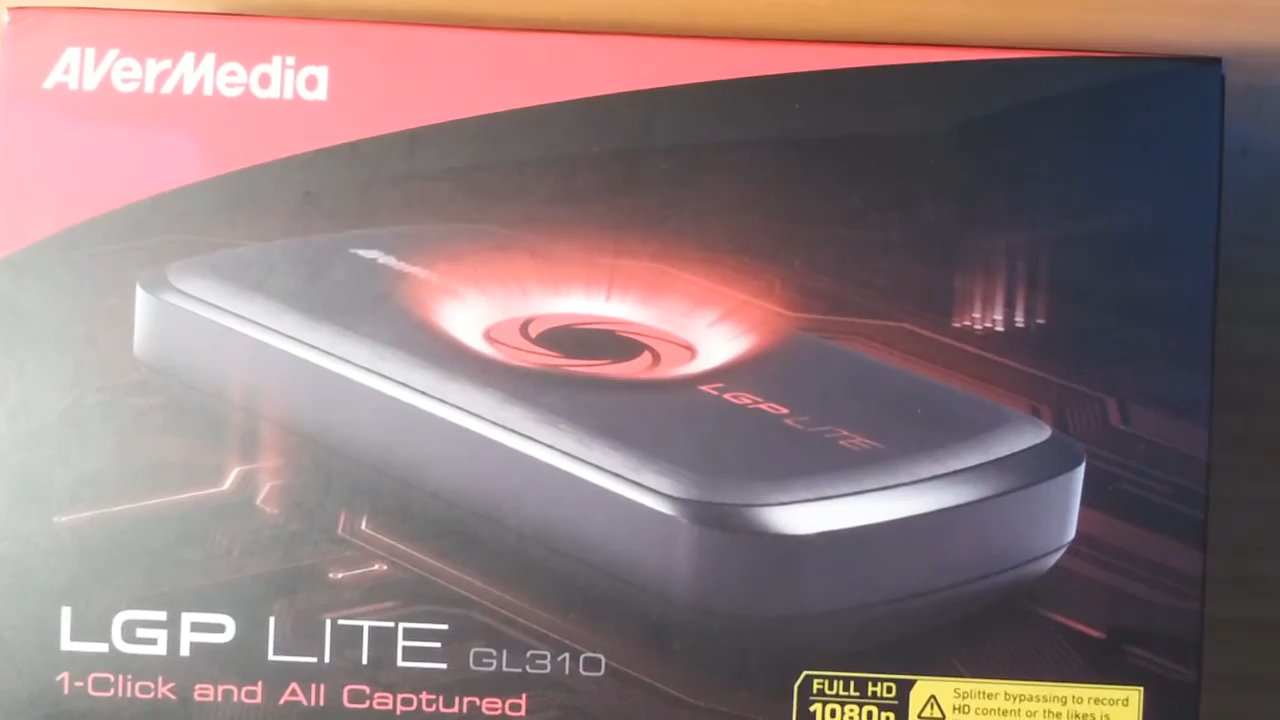 AVerMedia
LGP LITE
LGP LITE GL310
1-Click and All Captured
FULL HD
1080p
Splitter bypassing to record
HD content or the likes is